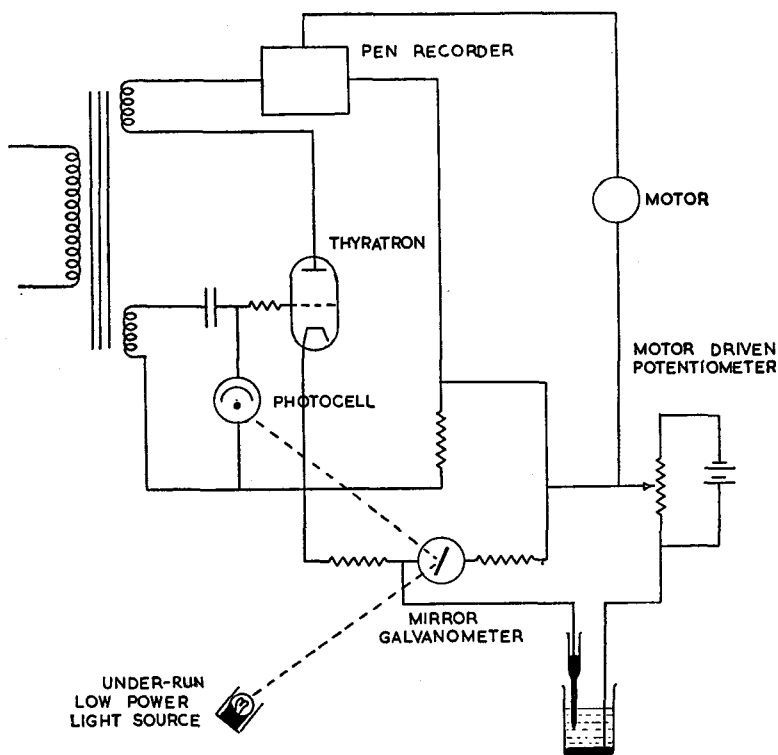 PEN RECORDER
MOTOR
THYRATRON
MOTOR DRIVEN
POTENTIOMETER
PHOTOCELL
MIRROR
GALVANOMETER
UNDER-RUN
LOW POWER
LIGHT SOURCE